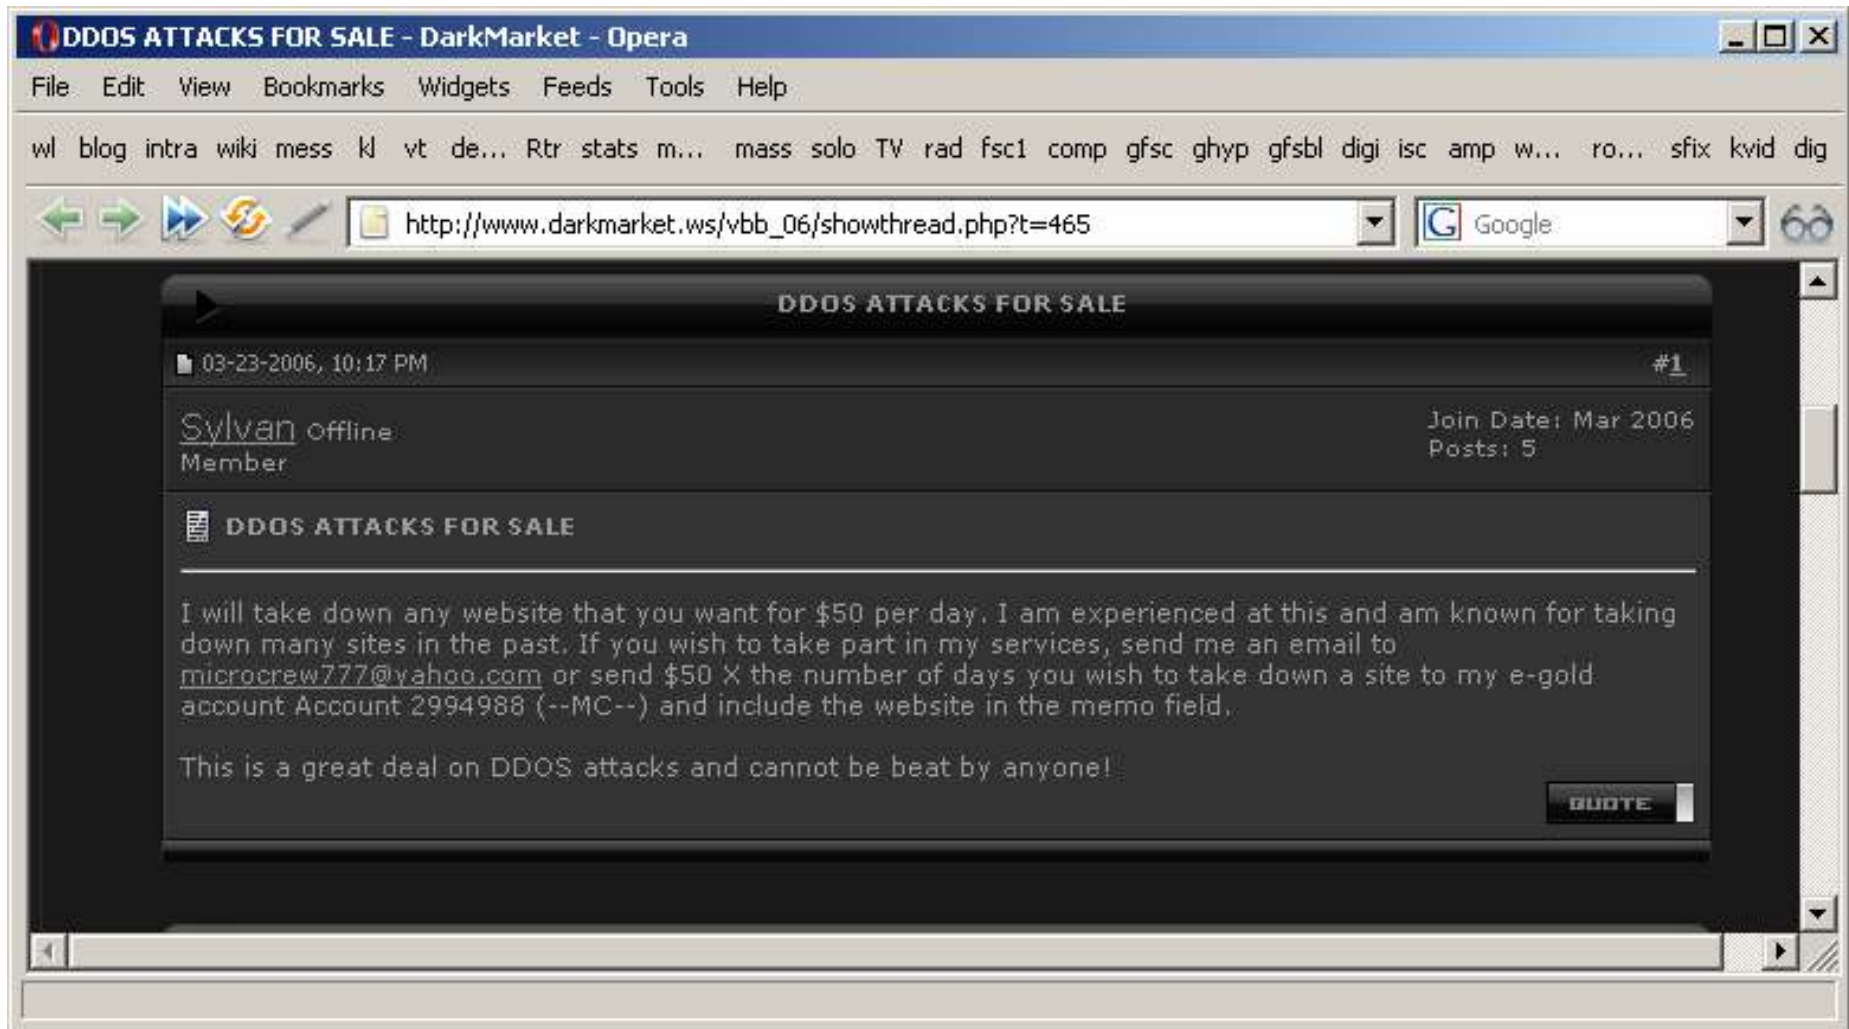 DDOS ATTACKS FOR SALE - DarkMarket - Opera
File Edit View Bookmarks Widgets Feeds Tools Help
wl blog intra wiki mess kl vt de... Rtr stats m... mass solo TV rad fsc1 comp gfsc ghyp gfsbl digi isc amp w... ro... sfix kvid dig
http://www.darkmarket.ws/vbb_06/showthread.php?t=465 G Google
DDOS ATTACKS FOR SALE
03-23-2006, 10:17 PM #1
Sylvan Offline Join Date: Mar 2006
Member Posts: 5
DDOS ATTACKS FOR SALE
I will take down any website that you want for $50 per day. I am experienced at this and am known for taking
down many sites in the past. If you wish to take part in my services, send me an email to
microcrew777@yahoo.com or send $50 X the number of days you wish to take down a site to my e-gold
account Account 2994988 (--MC--) and include the website in the memo field.
This is a great deal on DDOS attacks and cannot be beat by anyone!
QUOTE